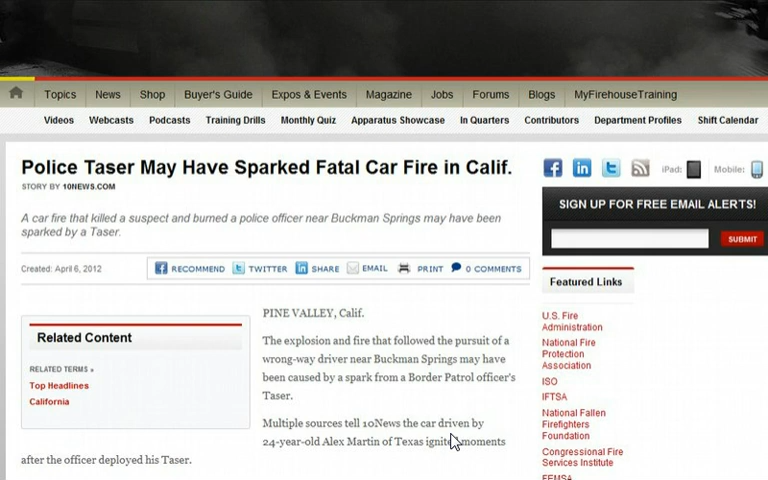 Topics News Shop Buyer's Guide Expos & Events Magazine Jobs Forums Blogs MyFirehouseTraining
Videos Webcasts Podcasts Training Drills Monthly Quiz Apparatus Showcase In Quarters Contributors Department Profiles Shift Calendar
Police Taser May Have Sparked Fatal Car Fire in Calif.
STORY BY 10NEWS.COM
A car fire that killed a suspect and burned a police officer near Buckman Springs may have been
sparked by a Taser.
Created: April 6, 2012
RECOMMEND TWITTER SHARE EMAIL PRINT 0 COMMENTS
Related Content
RELATED TERMS »
Top Headlines
California
PINE VALLEY, Calif.
The explosion and fire that followed the pursuit of a
wrong-way driver near Buckman Springs may have
been caused by a spark from a Border Patrol officer's
Taser.
Multiple sources tell 10News the car driven by
24-year-old Alex Martin of Texas ignited moments
after the officer deployed his Taser.
iPad: Mobile:
SIGN UP FOR FREE EMAIL ALERTS!
SUBMIT
Featured Links
U.S. Fire
Administration
National Fire
Protection
Association
ISO
IFTSA
National Fallen
Firefighters
Foundation
Congressional Fire
Services Institute
FEMSA